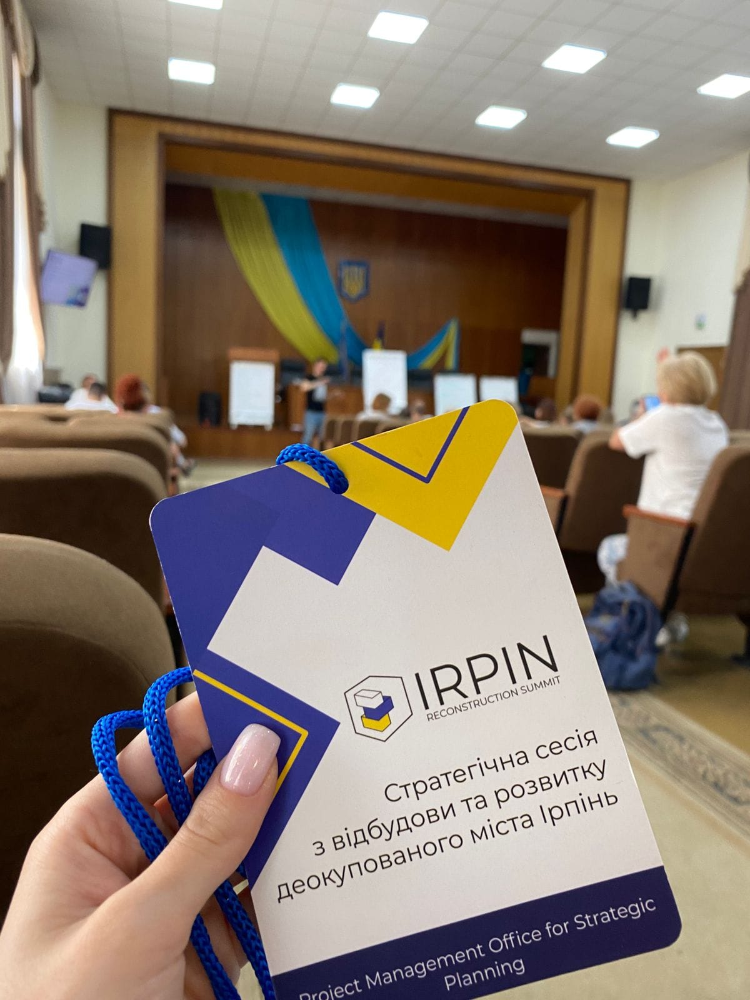 IRPIN
RECONSTRUCTION SUMMIT
Стратегічна сесія
з відбудови та розвитку
деокупованого міста Ірпінь
Project Management Office for Strategic
Planning